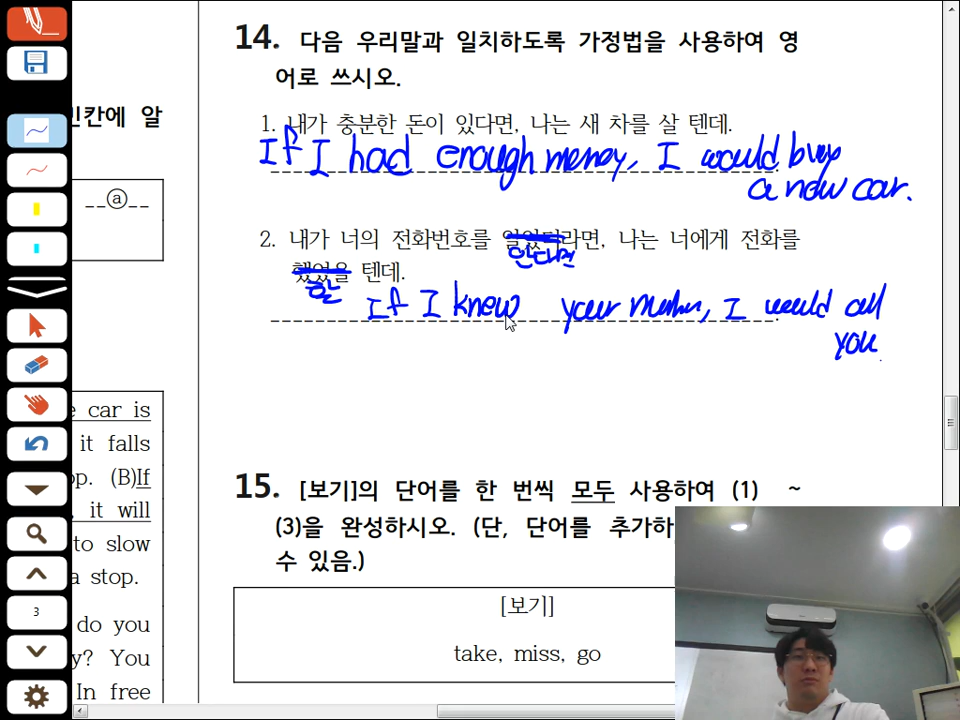 14. 다음 우리말과 일치하도록 가정법을 사용하여 영
어로 쓰시오.
1. 내가 충분한 돈이 있다면, 나는 새 차를 살 텐데.
If I had enough money, I would buy
a new car.
2. 내가 너의 전화번호를 알았더라면, 나는 너에게 전화를
안다면
했었을 텐데.
할
If I knew your number, I would call
you.
15. [보기]의 단어를 한 번씩 모두 사용하여 (1) ~
(3)을 완성하시오. (단, 단어를 추가하
수 있음.)
[보기]
take, miss, go
빈칸에 알
__ⓐ__
e car is
it falls
op. (B)If
, it will
to slow
a stop.
do you
y? You
In free
3